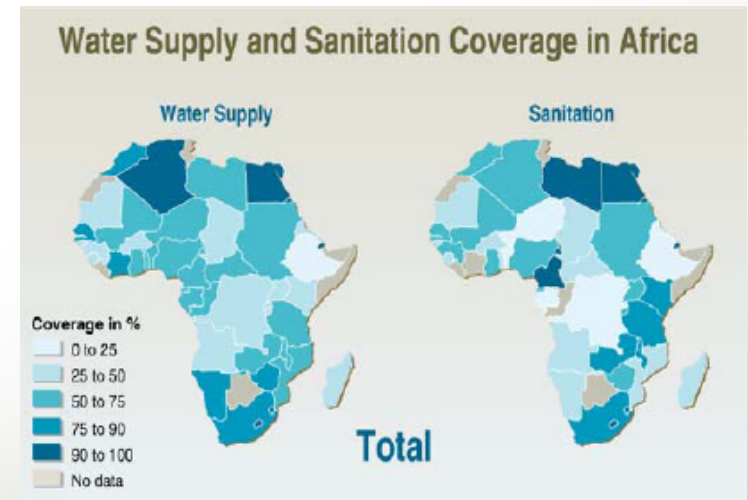 Water Supply and Sanitation Coverage in Africa
Water Supply
Sanitation
Coverage in %
0 to 25
25 to 50
50 to 75
75 to 90
90 to 100
No data
Total